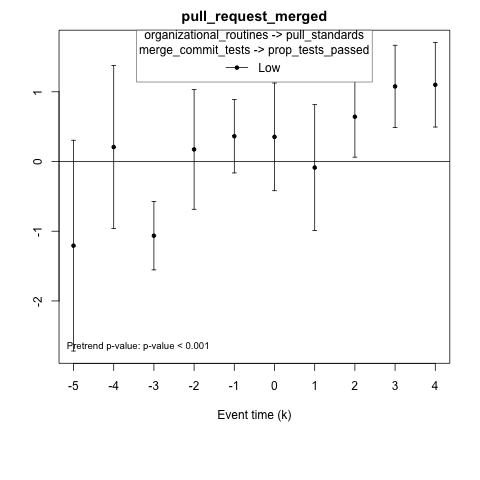 pull_request_merged
organizational_routines -> pull_standards
merge_commit_tests -> prop_tests_passed
Low
1
0
-1
-2
Pretrend p-value: p-value < 0.001
-5 -4 -3 -2 -1 0 1 2 3 4
Event time (k)